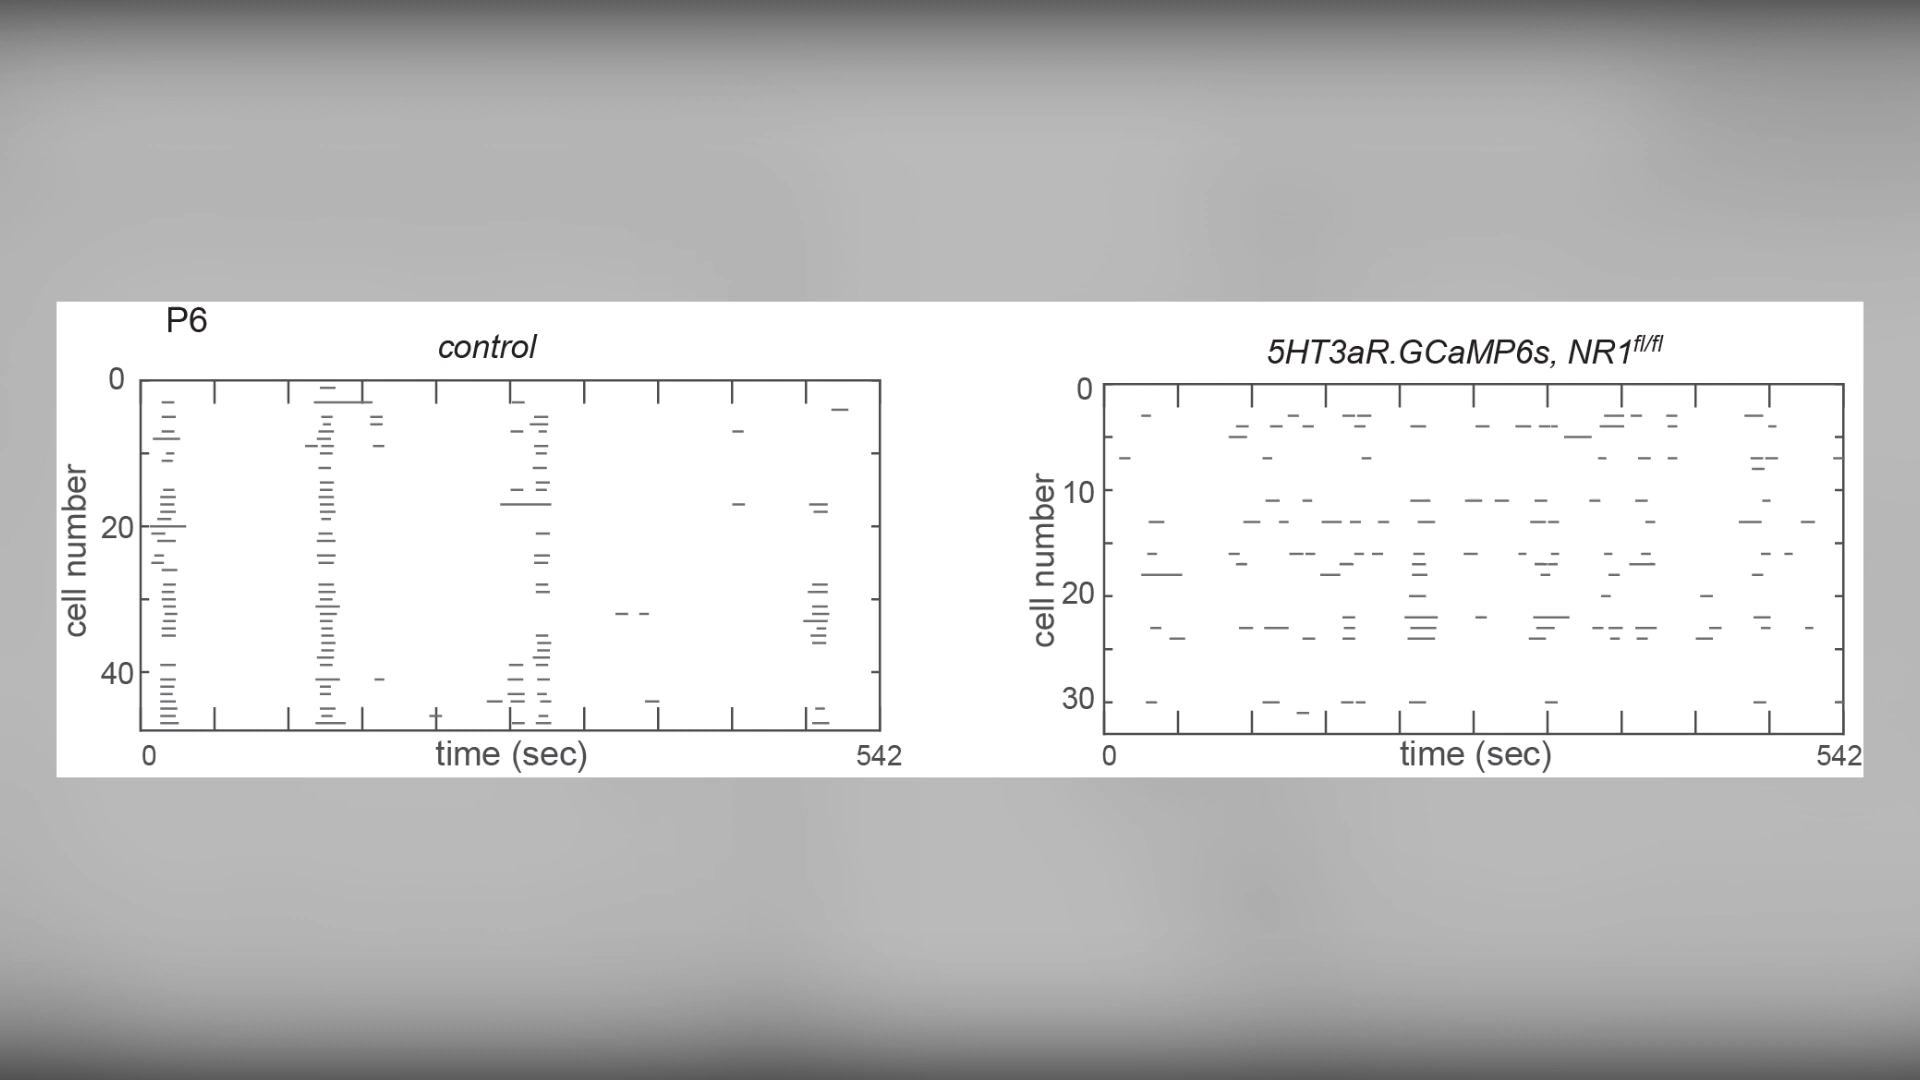 P6
control
0
20
40
cell number
0
time (sec)
542
5HT3aR.GCaMP6s, NR1fl/fl
0
10
20
30
cell number
0
time (sec)
542